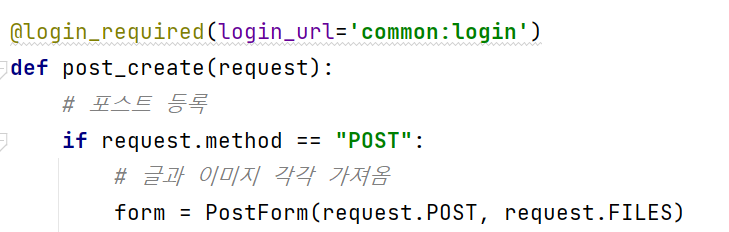 @login_required(login_url='common:login')
def post_create(request):
# 포스트 등록
if request.method == "POST":
# 글과 이미지 각각 가져옴
form = PostForm(request.POST, request.FILES)